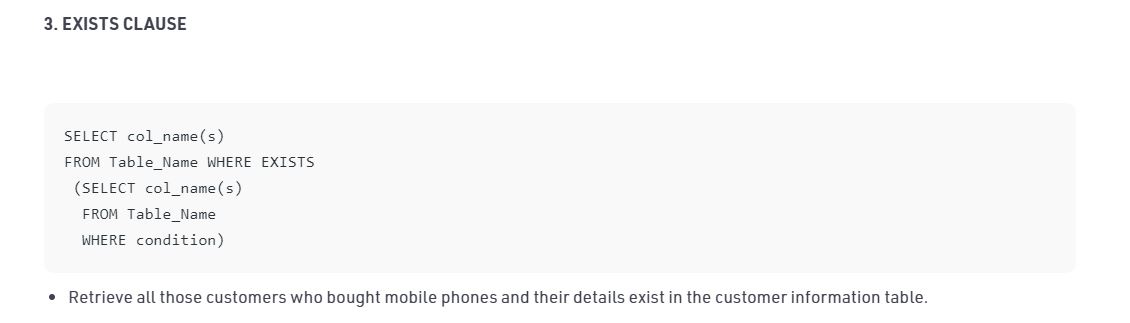 3. EXISTS CLAUSE
SELECT col_name(s)
FROM Table_Name WHERE EXISTS
(SELECT col_name(s)
FROM Table_Name
WHERE condition)
• Retrieve all those customers who bought mobile phones and their details exist in the customer information table.